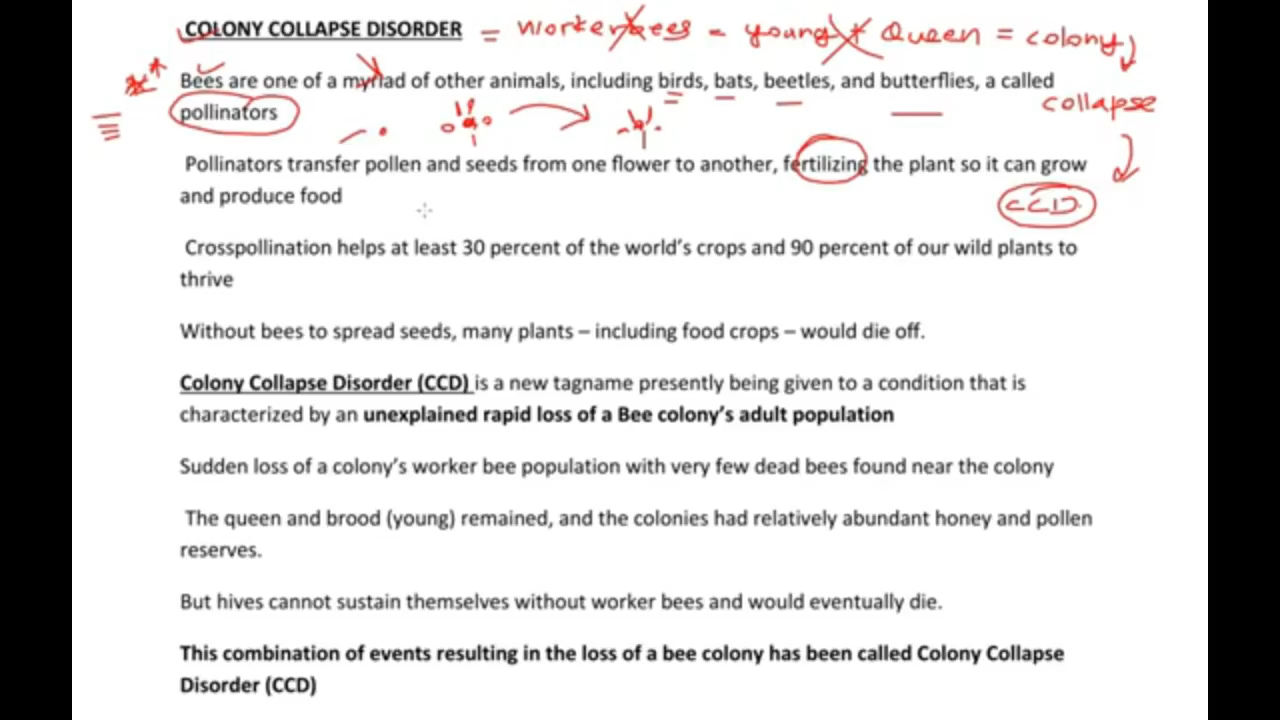 COLONY COLLAPSE DISORDER = worker bees - young + Queen = colony
Bees are one of a myriad of other animals, including birds, bats, beetles, and butterflies, a called
collapse
pollinators
Pollinators transfer pollen and seeds from one flower to another, fertilizing the plant so it can grow
and produce food
CCD
Crosspollination helps at least 30 percent of the world's crops and 90 percent of our wild plants to
thrive
Without bees to spread seeds, many plants – including food crops – would die off.
Colony Collapse Disorder (CCD) is a new tagname presently being given to a condition that is
characterized by an unexplained rapid loss of a Bee colony's adult population
Sudden loss of a colony's worker bee population with very few dead bees found near the colony
The queen and brood (young) remained, and the colonies had relatively abundant honey and pollen
reserves.
But hives cannot sustain themselves without worker bees and would eventually die.
This combination of events resulting in the loss of a bee colony has been called Colony Collapse
Disorder (CCD)